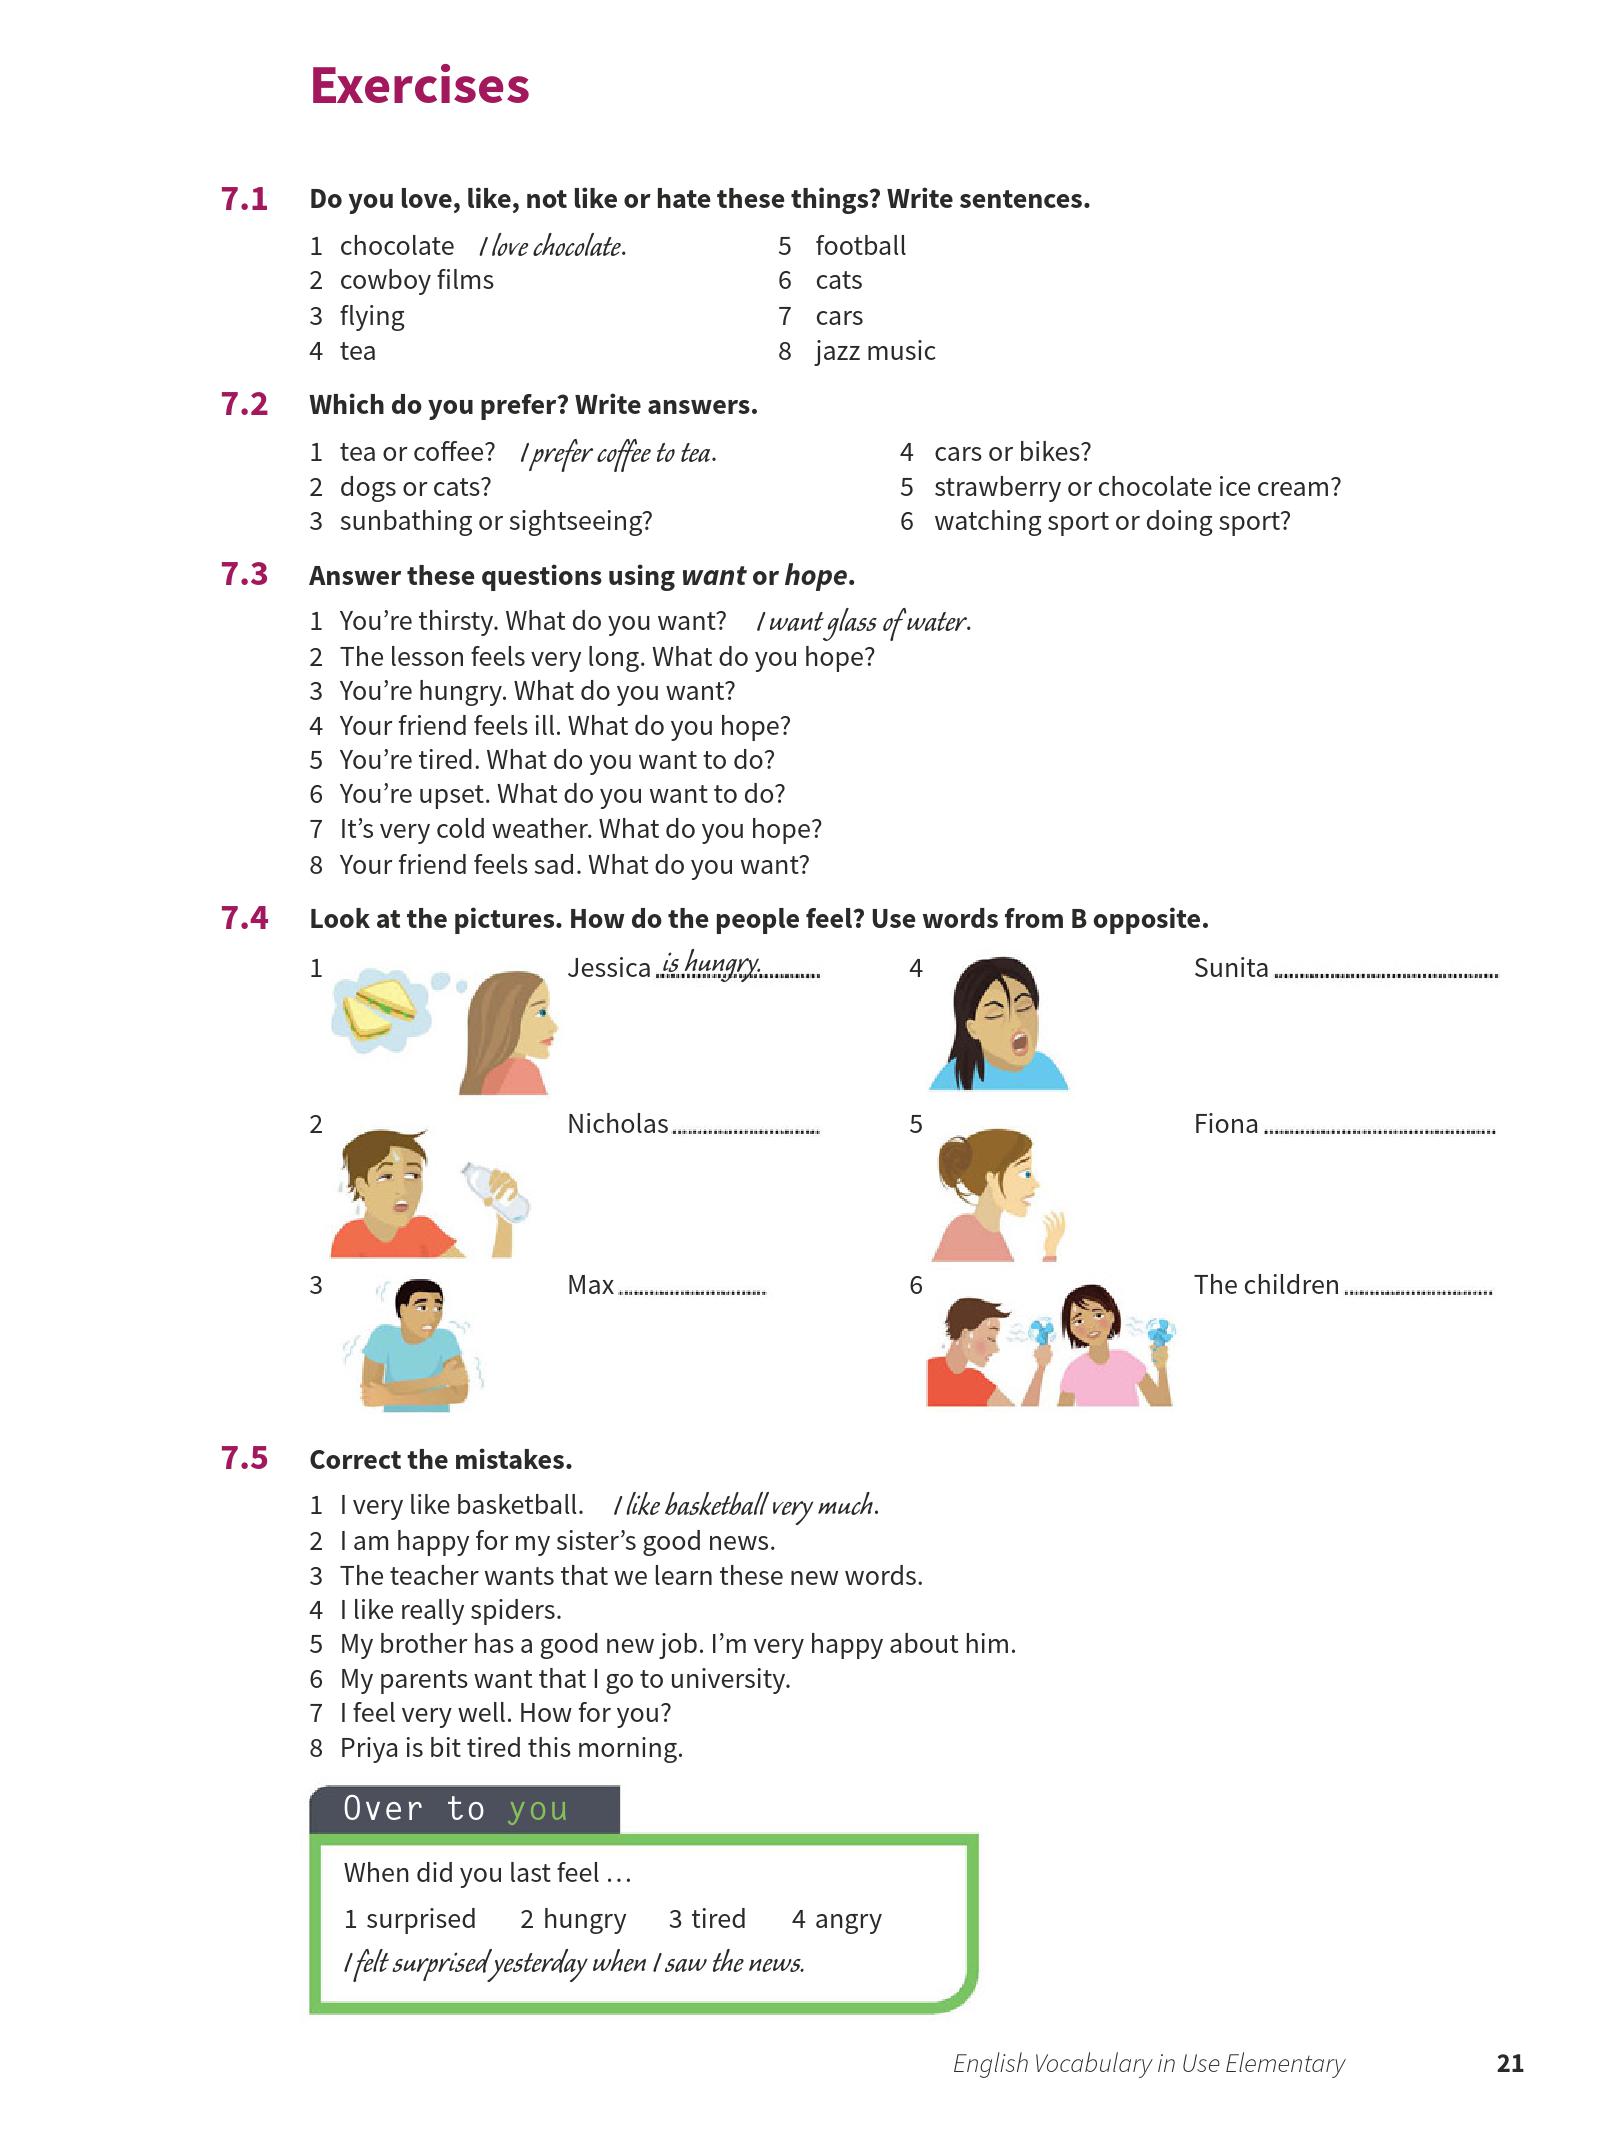 Exercises
7.1 Do you love, like, not like or hate these things? Write sentences.
1 chocolate I love chocolate.
2 cowboy films
3 flying
4 tea
5 football
6 cats
7 cars
8 jazz music
7.2 Which do you prefer? Write answers.
1 tea or coffee? I prefer coffee to tea.
2 dogs or cats?
3 sunbathing or sightseeing?
4 cars or bikes?
5 strawberry or chocolate ice cream?
6 watching sport or doing sport?
7.3 Answer these questions using want or hope.
1 You're thirsty. What do you want? I want glass of water.
2 The lesson feels very long. What do you hope?
3 You're hungry. What do you want?
4 Your friend feels ill. What do you hope?
5 You're tired. What do you want to do?
6 You're upset. What do you want to do?
7 It's very cold weather. What do you hope?
8 Your friend feels sad. What do you want?
7.4 Look at the pictures. How do the people feel? Use words from B opposite.
1 Jessica is hungry.
2 Nicholas
3 Max
4 Sunita
5 Fiona
6 The children
7.5 Correct the mistakes.
1 I very like basketball. I like basketball very much.
2 I am happy for my sister's good news.
3 The teacher wants that we learn these new words.
4 I like really spiders.
5 My brother has a good new job. I'm very happy about him.
6 My parents want that I go to university.
7 I feel very well. How for you?
8 Priya is bit tired this morning.
Over to you
When did you last feel …
1 surprised 2 hungry 3 tired 4 angry
I felt surprised yesterday when I saw the news.
English Vocabulary in Use Elementary 21